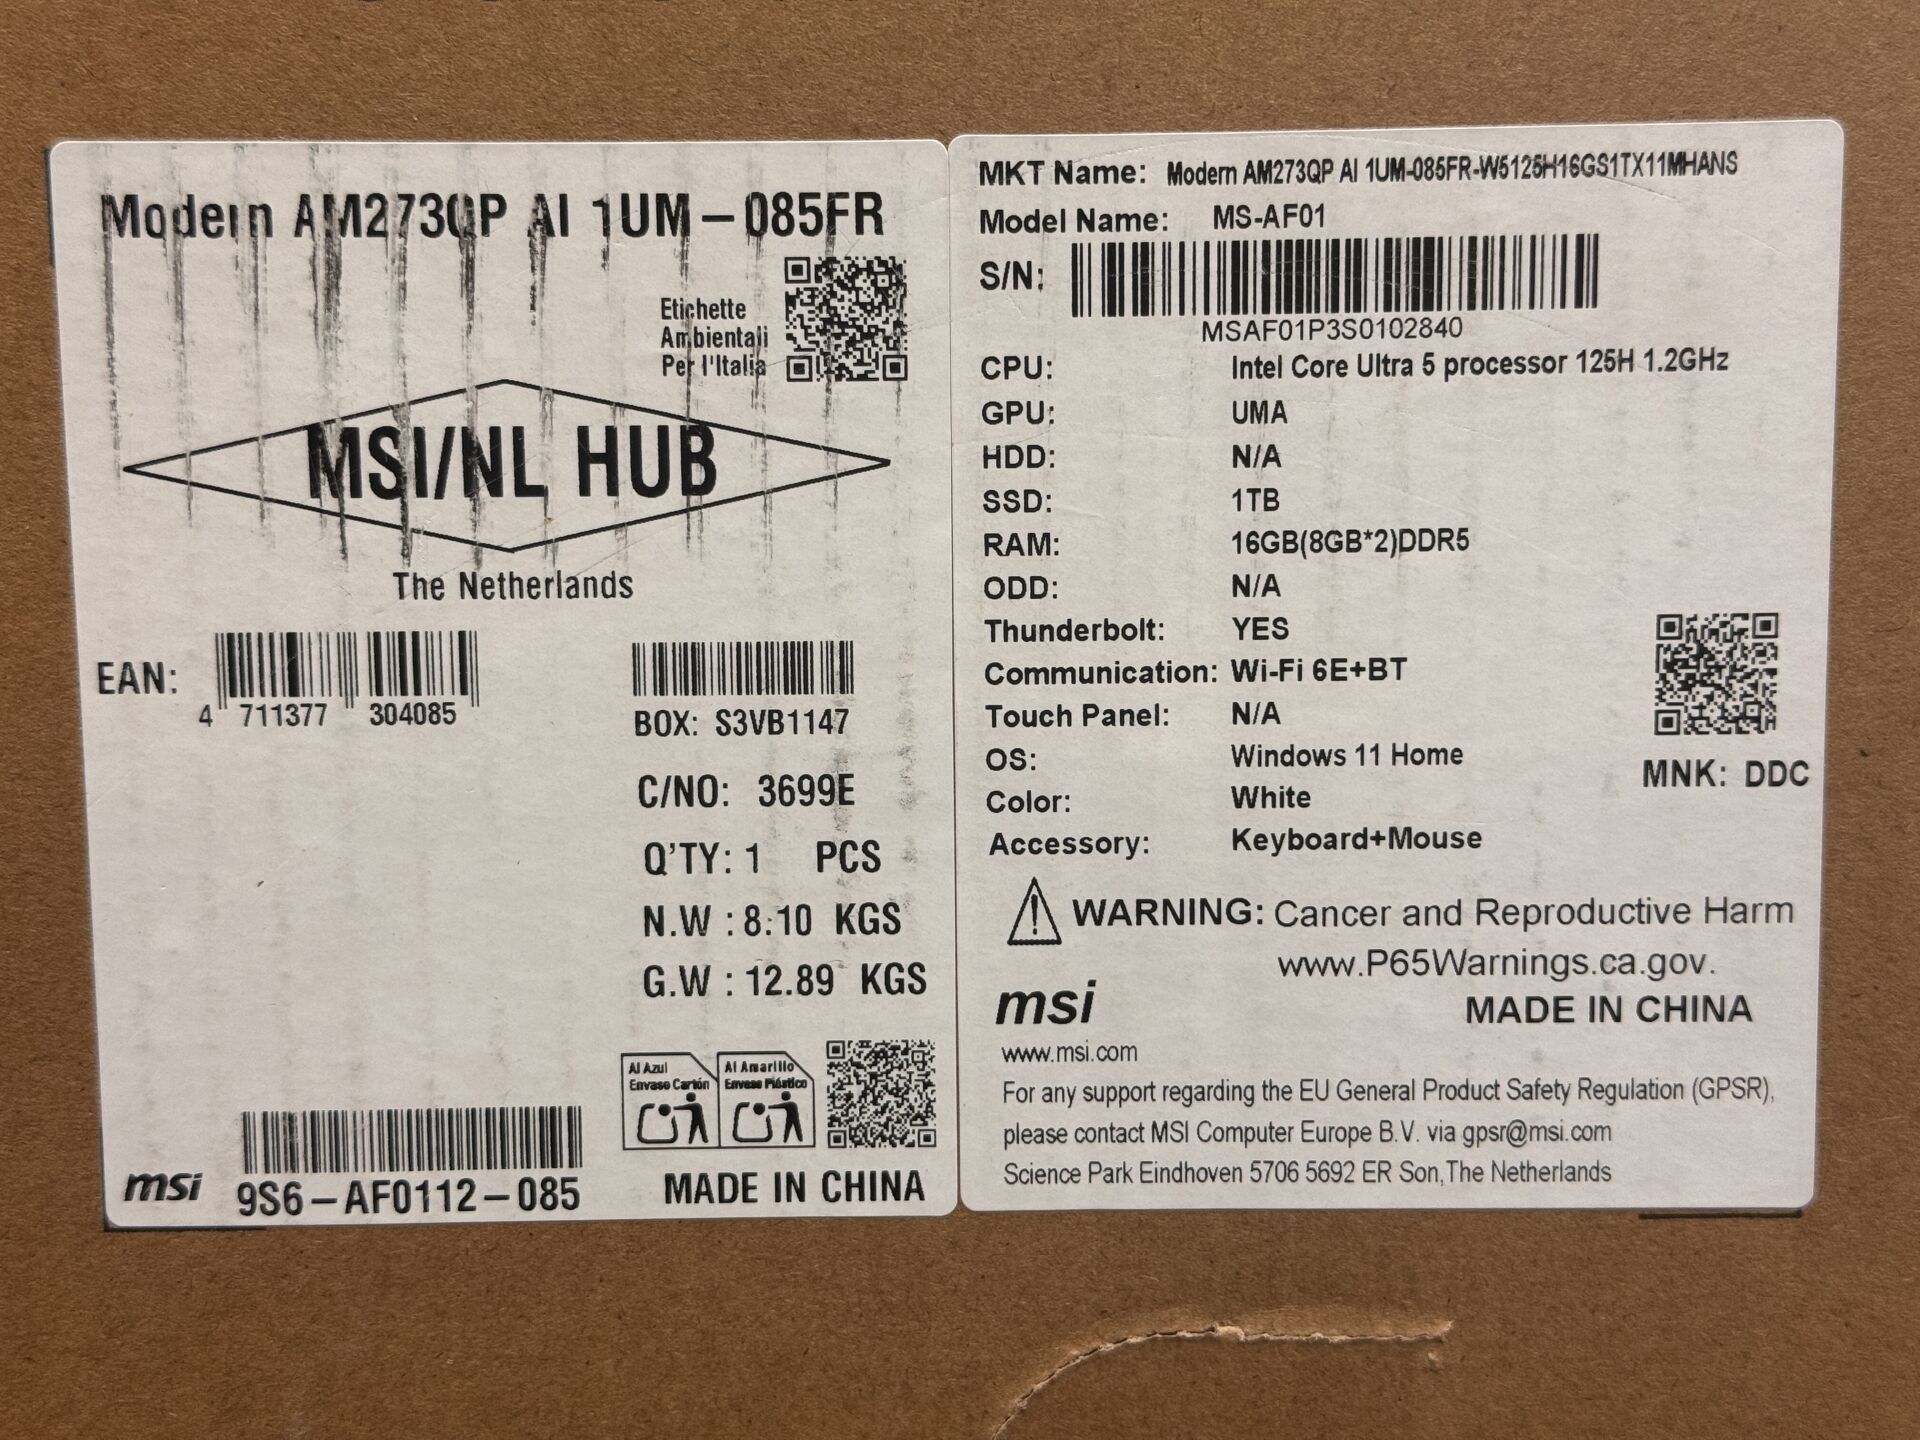 Modern AM273QP AI 1UM-085FR
Etichette
Ambientali
Per l'Italia
MSI/NL HUB
The Netherlands
EAN:
4 711377 304085
BOX: S3VB1147
C/NO: 3699E
Q'TY: 1 PCS
N.W : 8.10 KGS
G.W : 12.89 KGS
Al Azul
Envase Cartón
Al Amarillo
Envase Plástico
msi
9S6-AF0112-085
MADE IN CHINA
MKT Name: Modern AM273QP AI 1UM-085FR-W5125H16GS1TX11MHANS
Model Name: MS-AF01
S/N:
MSAF01P3S0102840
CPU: Intel Core Ultra 5 processor 125H 1.2GHz
GPU: UMA
HDD: N/A
SSD: 1TB
RAM: 16GB(8GB*2)DDR5
ODD: N/A
Thunderbolt: YES
Communication: Wi-Fi 6E+BT
Touch Panel: N/A
OS: Windows 11 Home
Color: White
Accessory: Keyboard+Mouse
MNK: DDC
WARNING: Cancer and Reproductive Harm
www.P65Warnings.ca.gov.
msi
MADE IN CHINA
www.msi.com
For any support regarding the EU General Product Safety Regulation (GPSR),
please contact MSI Computer Europe B.V. via gpsr@msi.com
Science Park Eindhoven 5706 5692 ER Son,The Netherlands